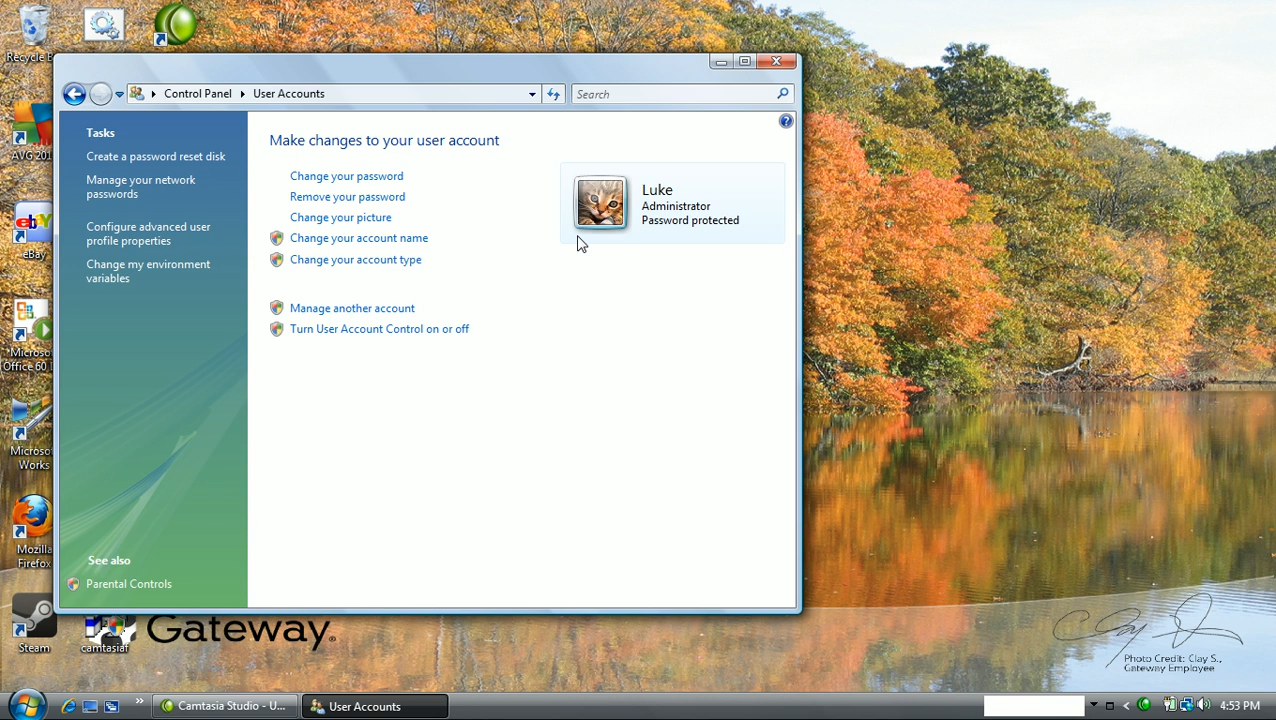 Recycle B
AVG 201
eBay
Microso
Office 60
Microso
Works
Mozilla
Firefox
Steam
camtasiaf
Control Panel
User Accounts
Search
Tasks
Create a password reset disk
Manage your network
passwords
Configure advanced user
profile properties
Change my environment
variables
See also
Parental Controls
Make changes to your user account
Change your password
Remove your password
Change your picture
Change your account name
Change your account type
Manage another account
Turn User Account Control on or off
Luke
Administrator
Password protected
Gateway®
Photo Credit: Clay S.,
Gateway Employee
Camtasia Studio - U...
User Accounts
4:53 PM